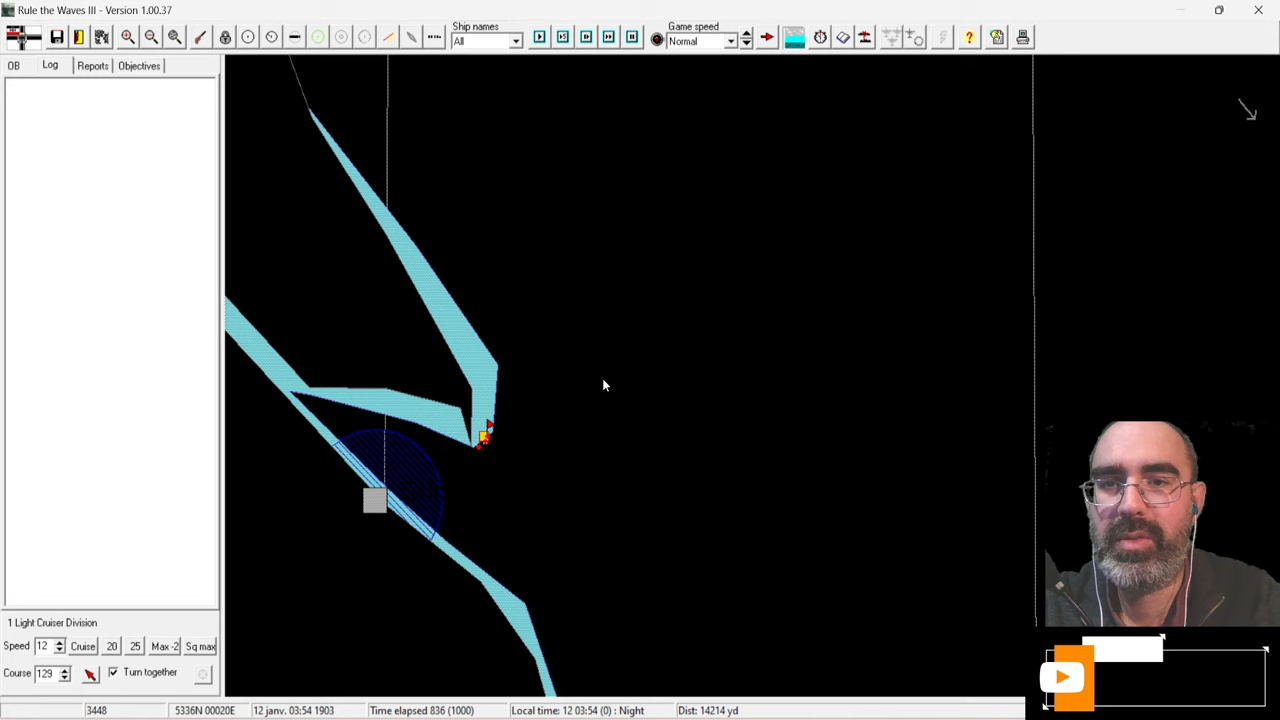 Rule the Waves III - Version 1.00.37
Ship names
All
Game speed
Normal
OB
Log
Reports
Objectives
1 Light Cruiser Division
Speed 12 Cruise 20 25 Max -2 Sq max
Course 129 Turn together
3448
5336N 00020E
12 janv. 03:54 1903
Time elapsed 836 (1000)
Local time: 12 03:54 (0) : Night
Dist: 14214 yd